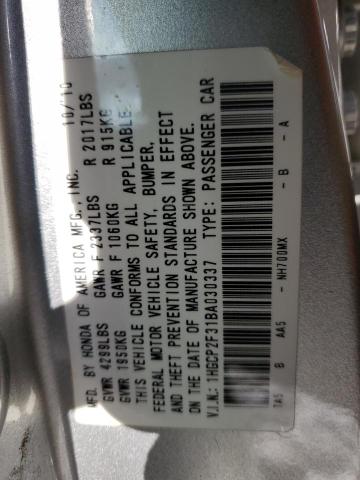 MFD. BY HONDA OF AMERICA MFG., INC. 10/10
GVWR 4299LBS GAWR F 2337LBS R 2017LBS
GVWR 1950KG GAWR F 1060KG R 915KG
THIS VEHICLE CONFORMS TO ALL APPLICABLE
FEDERAL MOTOR VEHICLE SAFETY, BUMPER,
AND THEFT PREVENTION STANDARDS IN EFFECT
ON THE DATE OF MANUFACTURE SHOWN ABOVE.
V.I.N.: 1HGCP2F31BA030337 TYPE: PASSENGER CAR
TA5 B AA5 - NH700MX - B - A